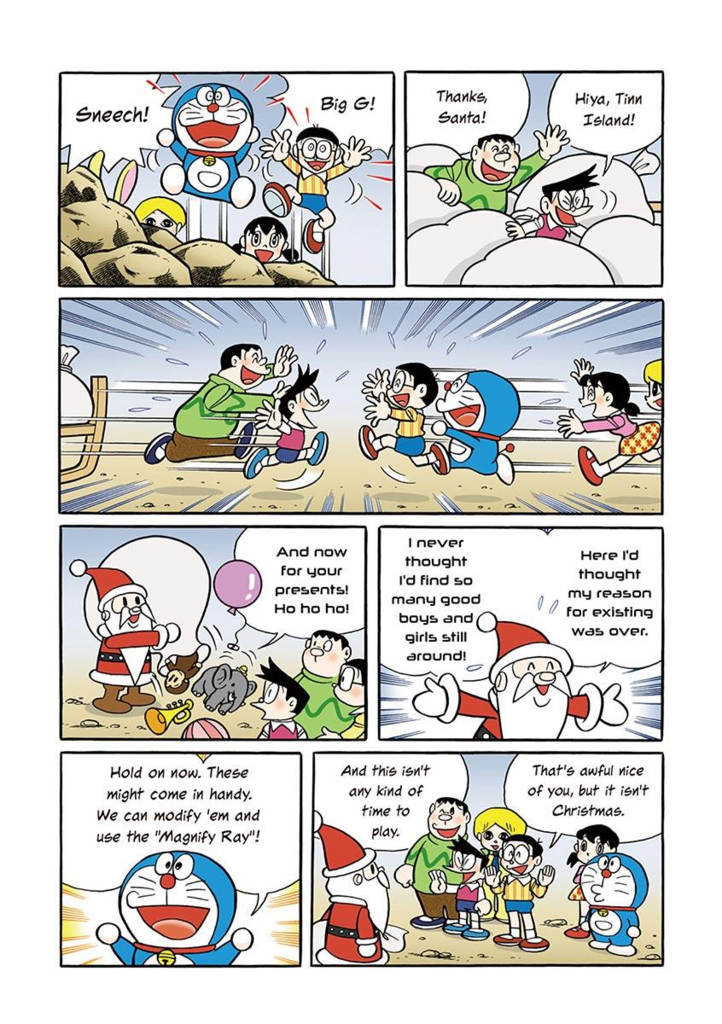 Hiya, Tinn
Island!
Thanks,
Santa!
Big G!
Sneech!
Here I'd
thought
my reason
for existing
was over.
I never
thought
I'd find so
many good
boys and
girls still
around!
And now
for your
presents!
Ho ho ho!
That's awful nice
of you, but it isn't
Christmas.
And this isn't
any kind of
time to
play.
Hold on now. These
might come in handy.
We can modify 'em and
use the "Magnify Ray"!